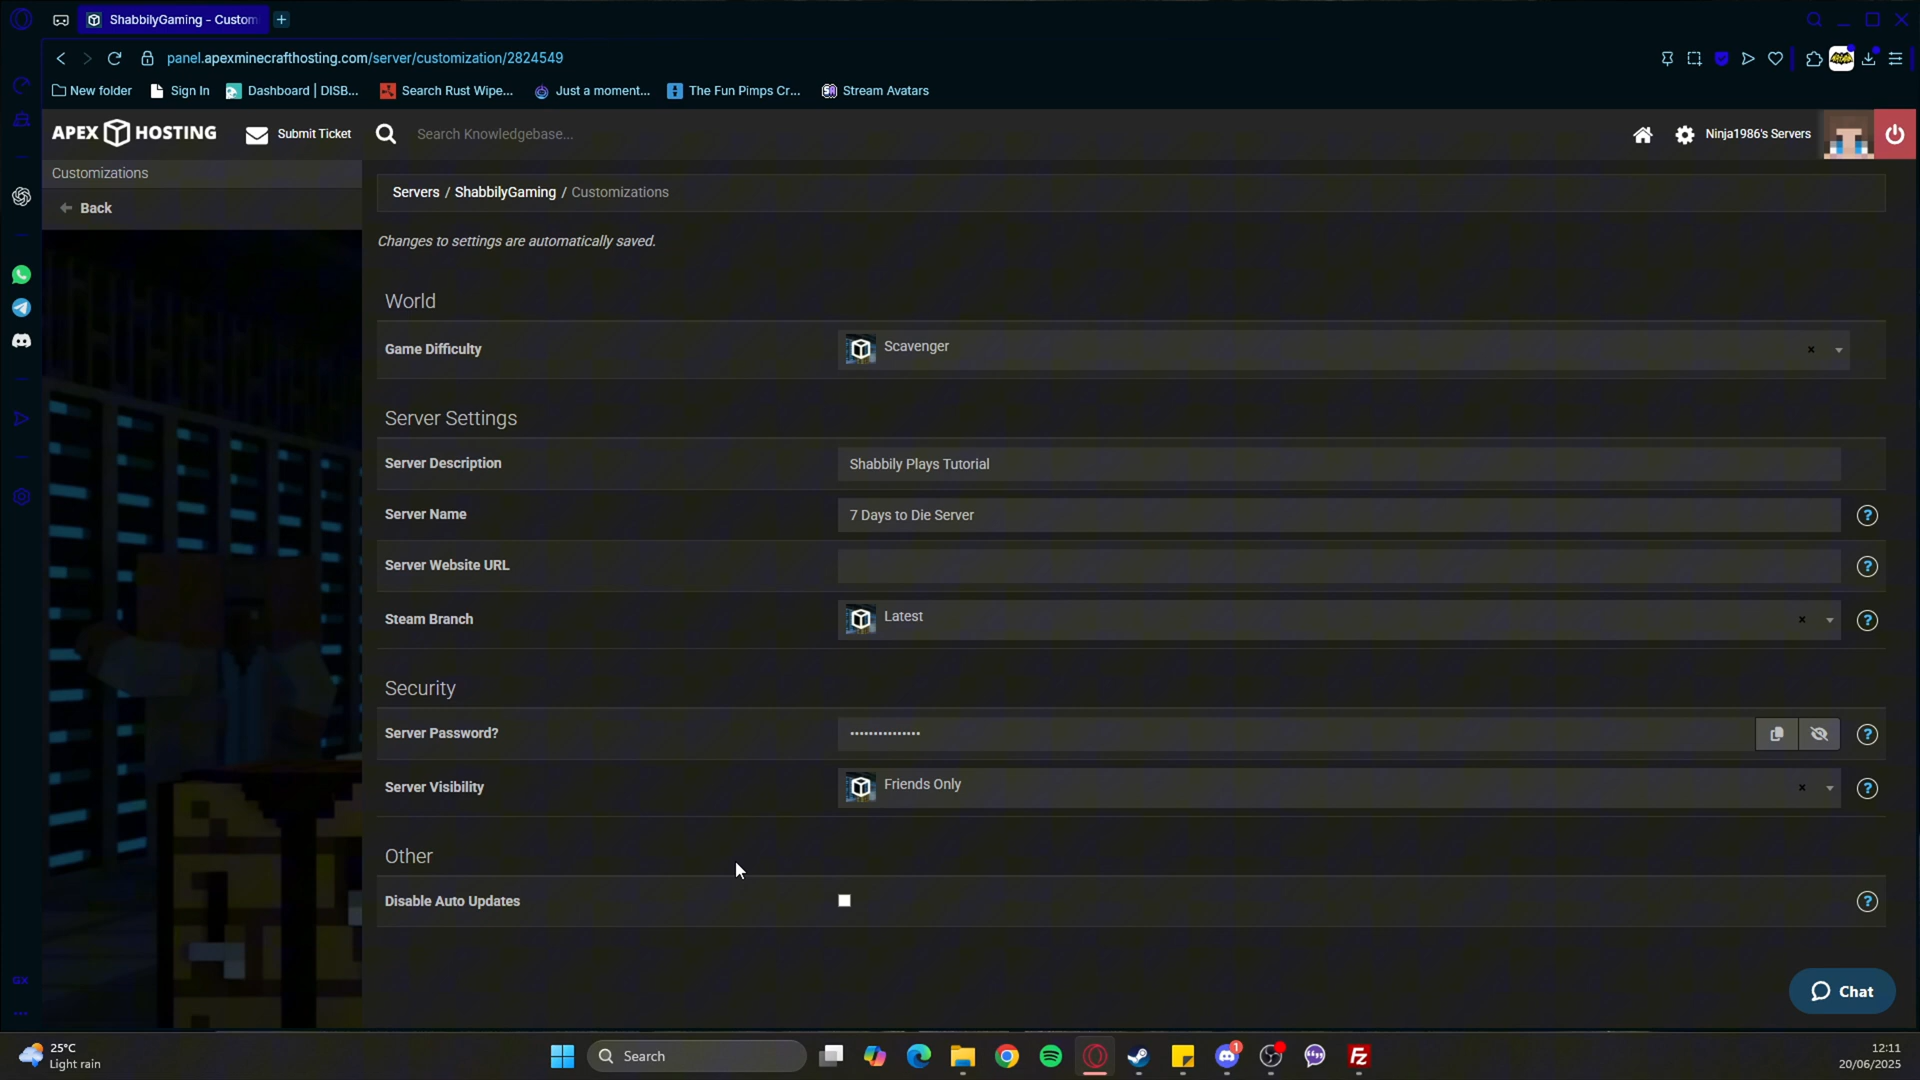 ShabbilyGaming - Custom
panel.apexminecrafthosting.com/server/customization/2824549
New folder
Sign In
Dashboard | DISB...
Search Rust Wipe...
Just a moment...
The Fun Pimps Cr...
Stream Avatars
APEX HOSTING
Submit Ticket
Search Knowledgebase...
Ninja1986's Servers
Customizations
Back
Servers / ShabbilyGaming / Customizations
Changes to settings are automatically saved.
World
Game Difficulty
Scavenger
Server Settings
Server Description
Shabbily Plays Tutorial
Server Name
7 Days to Die Server
Server Website URL
Steam Branch
Latest
Security
Server Password?
Server Visibility
Friends Only
Other
Disable Auto Updates
GX
Chat
25°C
Light rain
Search
1
12:11
20/06/2025